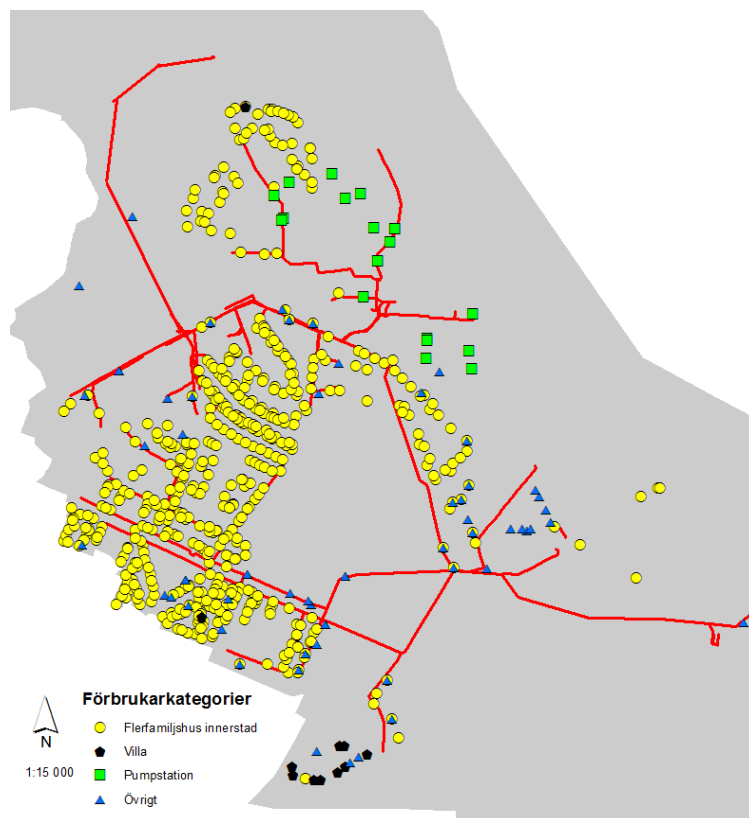 Förbrukarkategorier
Flerfamiljshus innerstad
N
Villa
1:15 000
Pumpstation
Övrigt